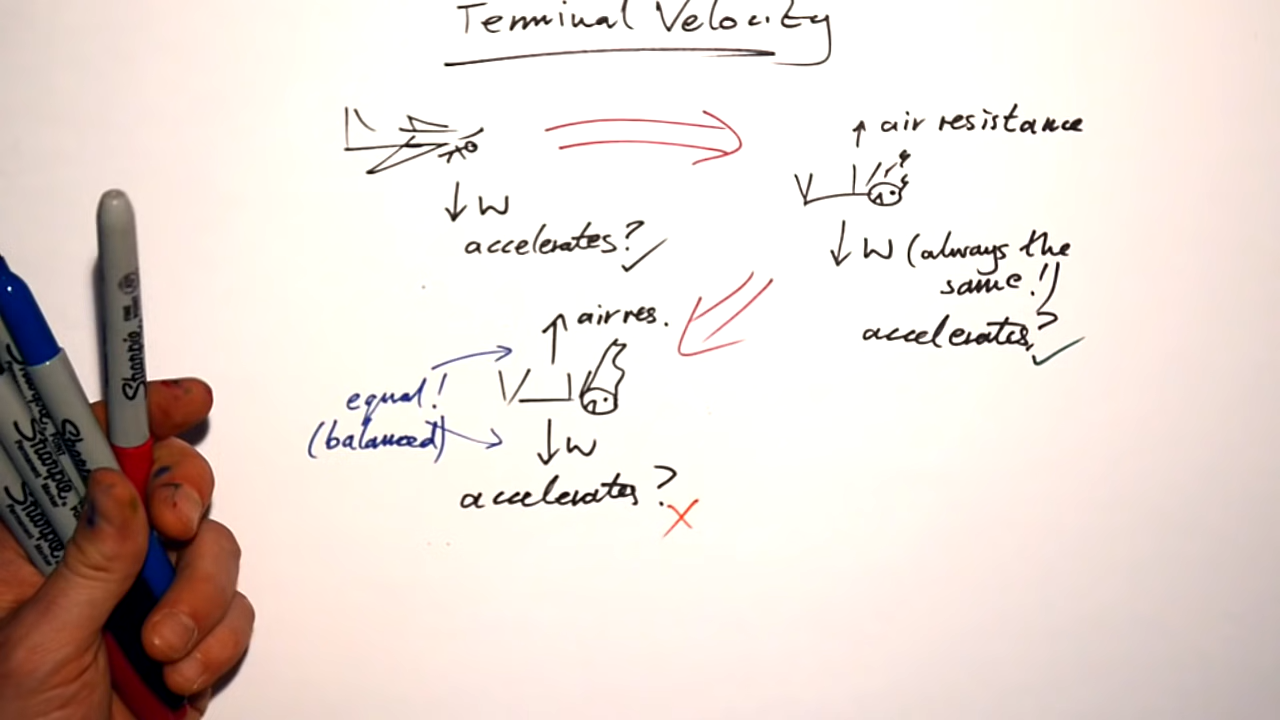 Terminal Velocity
↑ air resistance
↓ W
accelerates? ✓
↓ W (always the
same!)
accelerates? ✓
↑ air res.
equal!
(balanced)
↓ W
accelerates? X
Sharpie
Sharpie
Sharpie